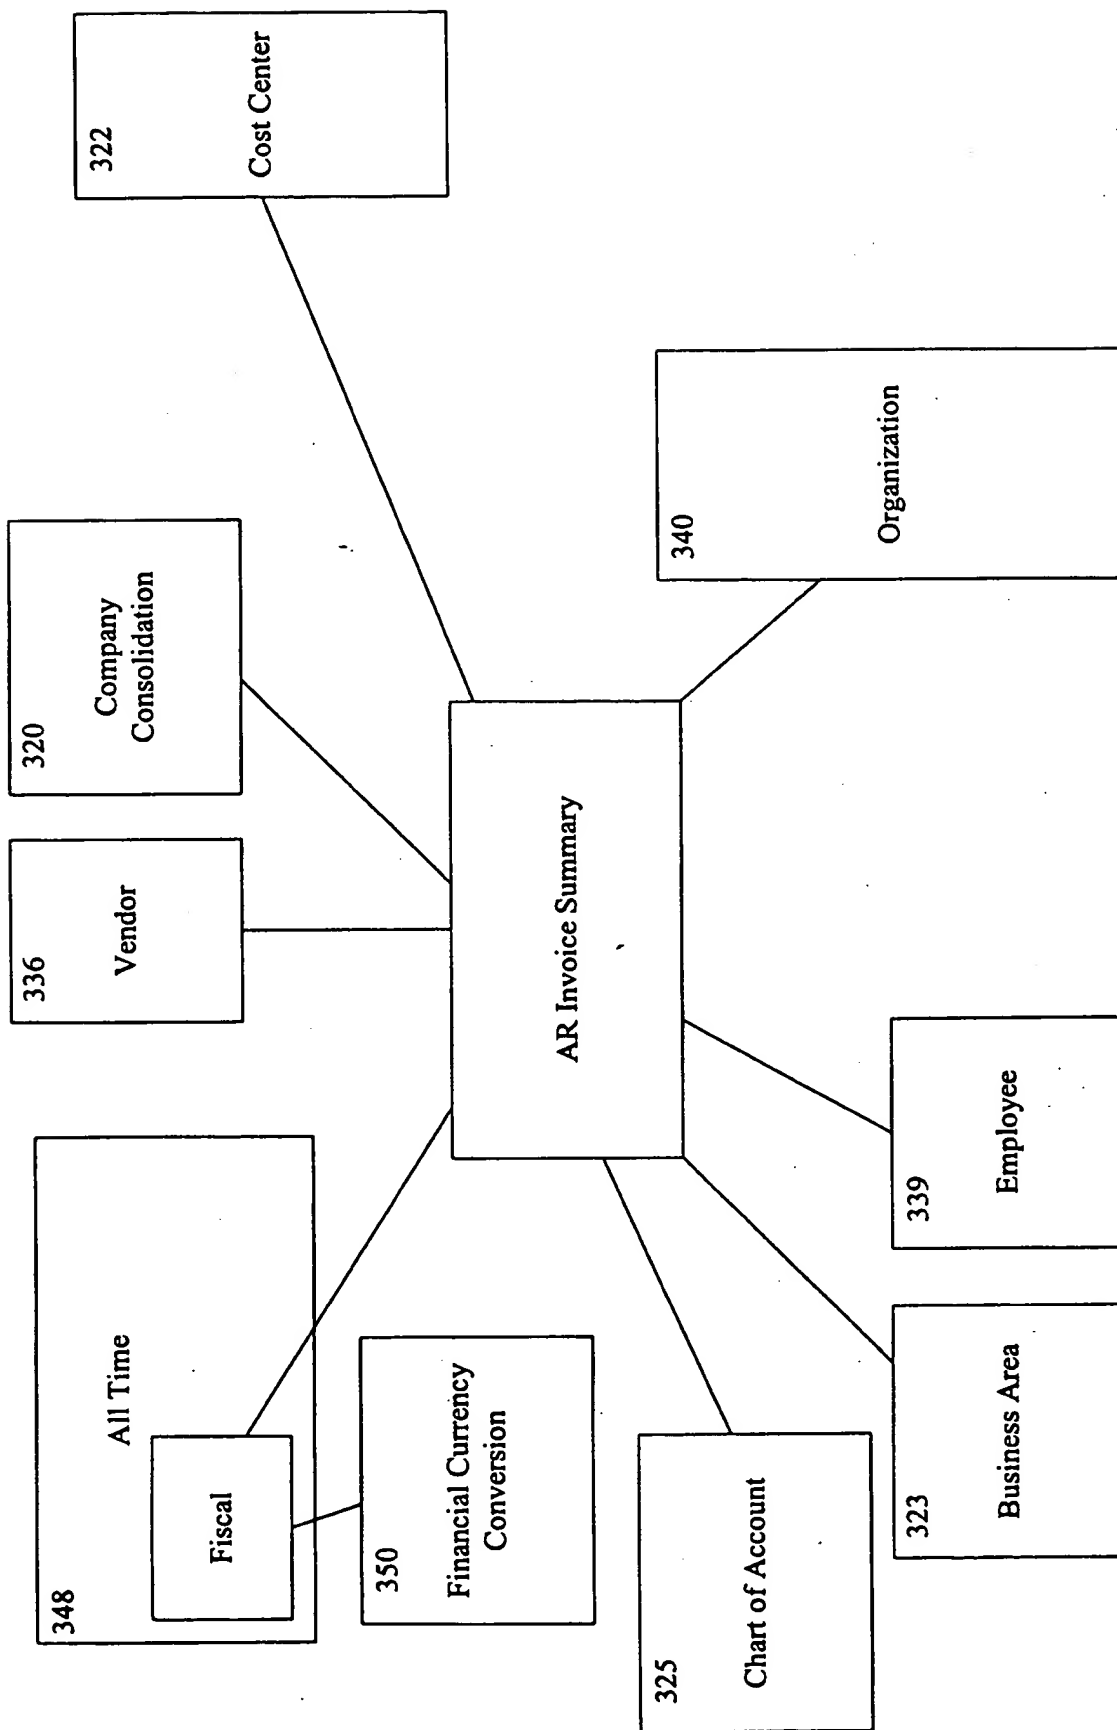 348
All Time
Fiscal
336
Vendor
320
Company
Consolidation
322
Cost Center
350
Financial Currency
Conversion
AR Invoice Summary
325
Chart of Account
323
Business Area
339
Employee
340
Organization